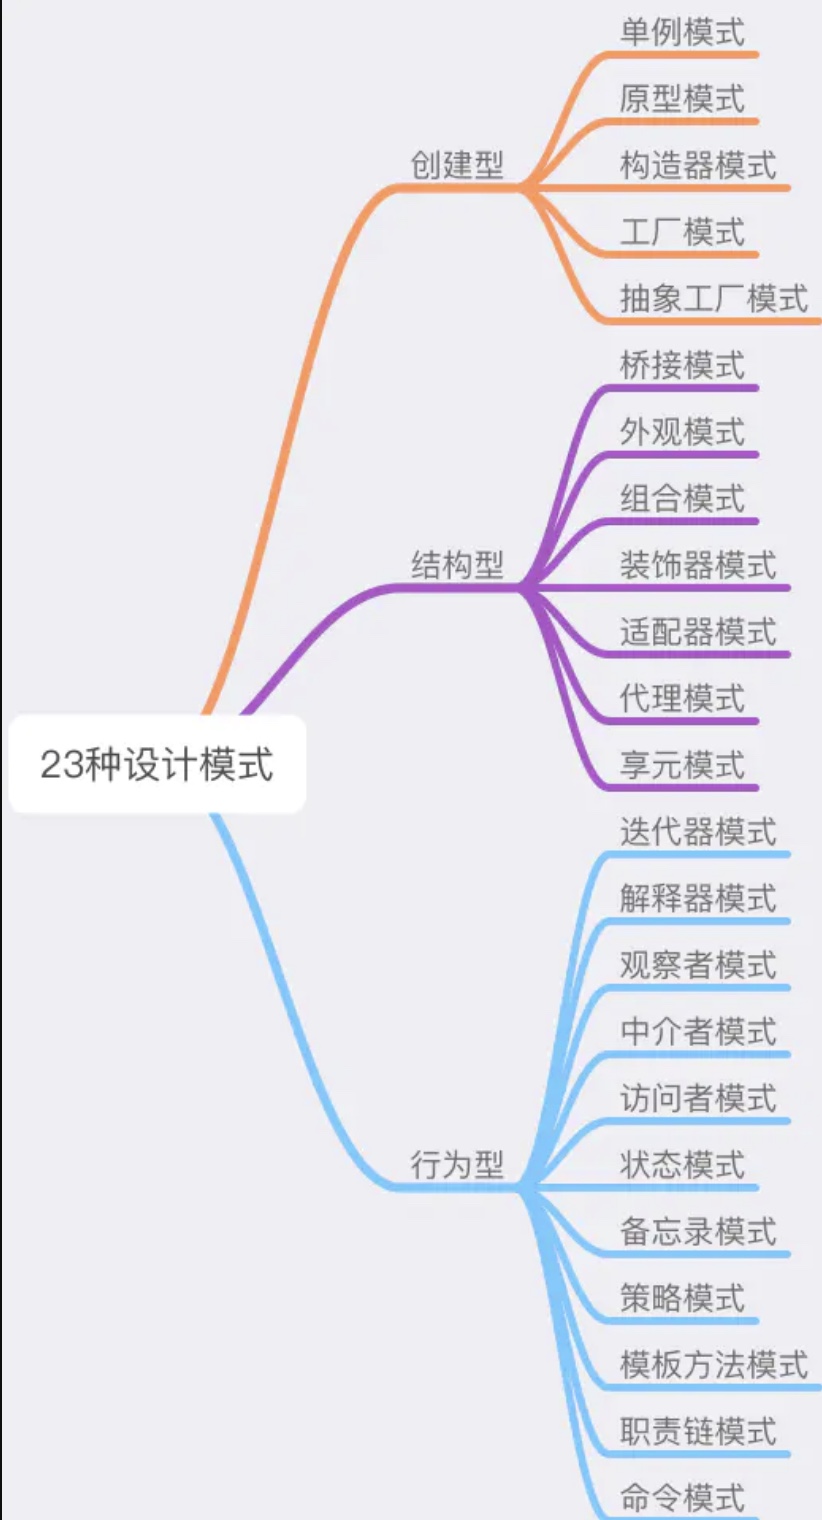 单例模式
原型模式
创建型
构造器模式
工厂模式
抽象工厂模式
桥接模式
外观模式
组合模式
结构型
装饰器模式
适配器模式
代理模式
23种设计模式
享元模式
迭代器模式
解释器模式
观察者模式
中介者模式
访问者模式
行为型
状态模式
备忘录模式
策略模式
模板方法模式
职责链模式
命令模式